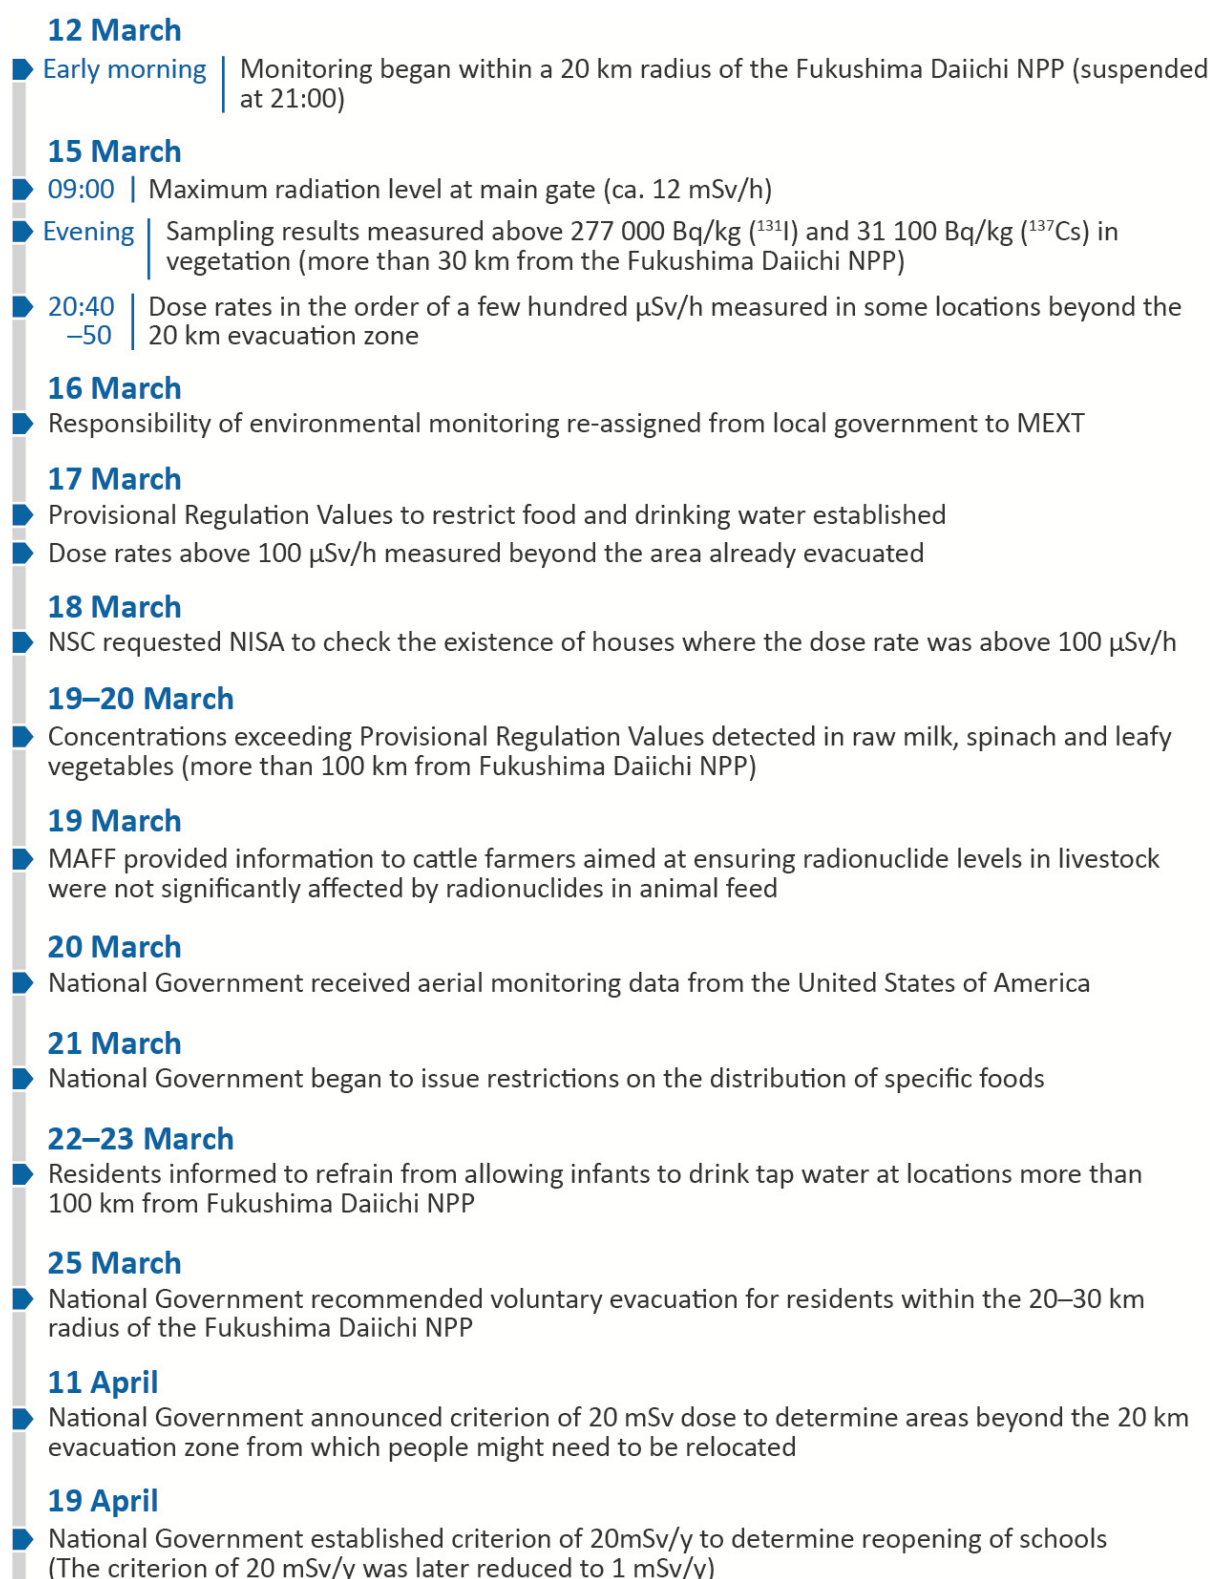 12 March
Early morning | Monitoring began within a 20 km radius of the Fukushima Daiichi NPP (suspended
at 21:00)
15 March
09:00 | Maximum radiation level at main gate (ca. 12 mSv/h)
Evening | Sampling results measured above 277 000 Bq/kg (¹³¹I) and 31 100 Bq/kg (¹³⁷Cs) in
vegetation (more than 30 km from the Fukushima Daiichi NPP)
20:40 | Dose rates in the order of a few hundred µSv/h measured in some locations beyond the
–50 | 20 km evacuation zone
16 March
Responsibility of environmental monitoring re-assigned from local government to MEXT
17 March
Provisional Regulation Values to restrict food and drinking water established
Dose rates above 100 µSv/h measured beyond the area already evacuated
18 March
NSC requested NISA to check the existence of houses where the dose rate was above 100 µSv/h
19–20 March
Concentrations exceeding Provisional Regulation Values detected in raw milk, spinach and leafy
vegetables (more than 100 km from Fukushima Daiichi NPP)
19 March
MAFF provided information to cattle farmers aimed at ensuring radionuclide levels in livestock
were not significantly affected by radionuclides in animal feed
20 March
National Government received aerial monitoring data from the United States of America
21 March
National Government began to issue restrictions on the distribution of specific foods
22–23 March
Residents informed to refrain from allowing infants to drink tap water at locations more than
100 km from Fukushima Daiichi NPP
25 March
National Government recommended voluntary evacuation for residents within the 20–30 km
radius of the Fukushima Daiichi NPP
11 April
National Government announced criterion of 20 mSv dose to determine areas beyond the 20 km
evacuation zone from which people might need to be relocated
19 April
National Government established criterion of 20mSv/y to determine reopening of schools
(The criterion of 20 mSv/y was later reduced to 1 mSv/y)